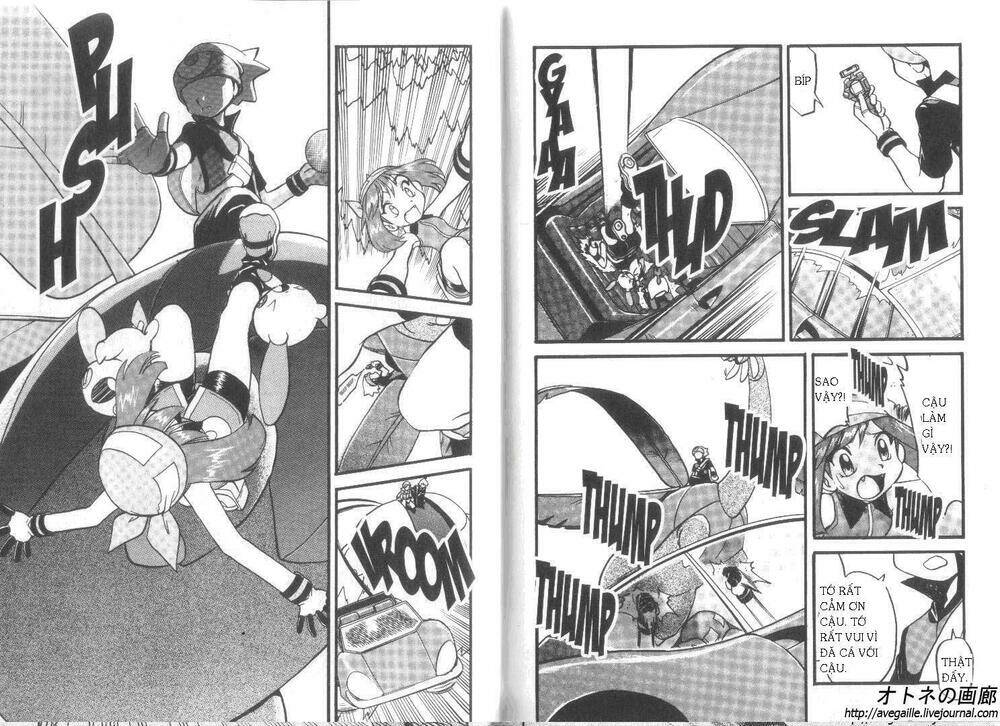 VROOM
PUSH
BÍP
SLAM
GYAAA
THUD
CẬU
LÀM
GÌ
VẬY?!
SAO
VẬY?!
THUMP
THUMP
THẬT
ĐẤY.
TỚ RẤT
CẢM ƠN
CẬU. TỚ
RẤT VUI VÌ
ĐÃ CÁ VỚI
CẬU.
THUMP
THUMP
THUMP
THUMP
オトネの画廊
http://avegaille.livejournal.com